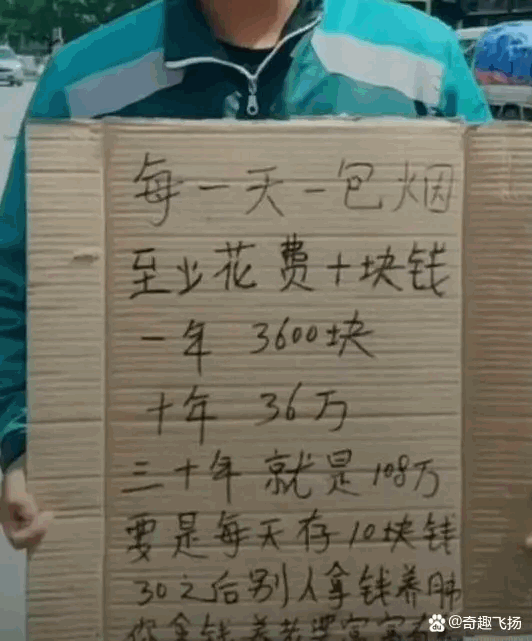 每一天一包烟
至少花费十块钱
一年 3600块
十年 36万
三十年 就是 108万
要是每天存10块钱
30之后别人拿钱养肺
你拿钱养老
奇趣飞扬